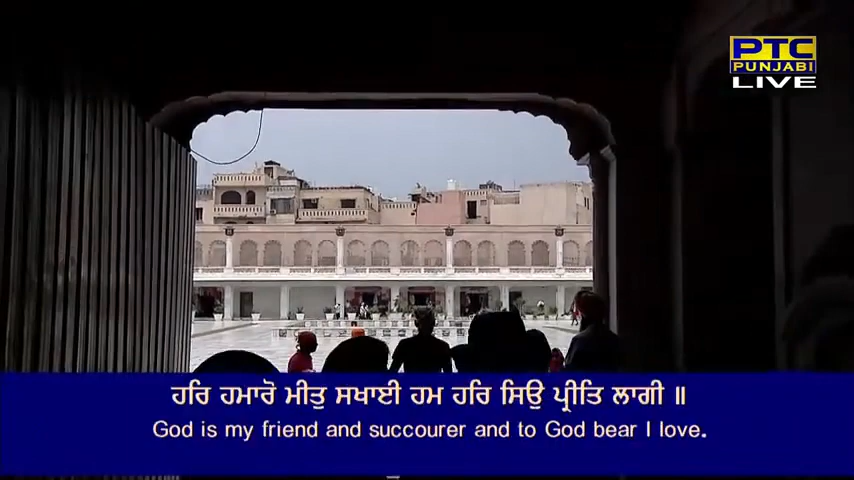 PTC
PUNJABI
LIVE
ਹਰਿ ਹਮਾਰੋ ਮੀਤੁ ਸਖਾਈ ਹਮ ਹਰਿ ਸਿਉ ਪ੍ਰੀਤਿ ਲਾਗੀ ॥
God is my friend and succourer and to God bear I love.